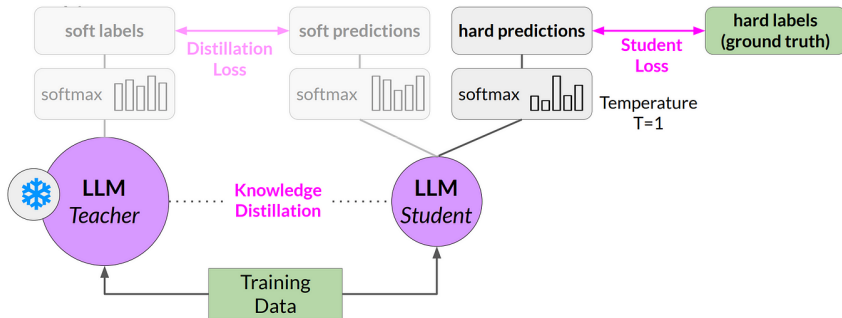 soft labels
soft predictions
hard predictions
hard labels
(ground truth)
Distillation
Loss
Student
Loss
softmax
softmax
softmax
Temperature
T=1
LLM
Teacher
Knowledge
Distillation
LLM
Student
Training
Data